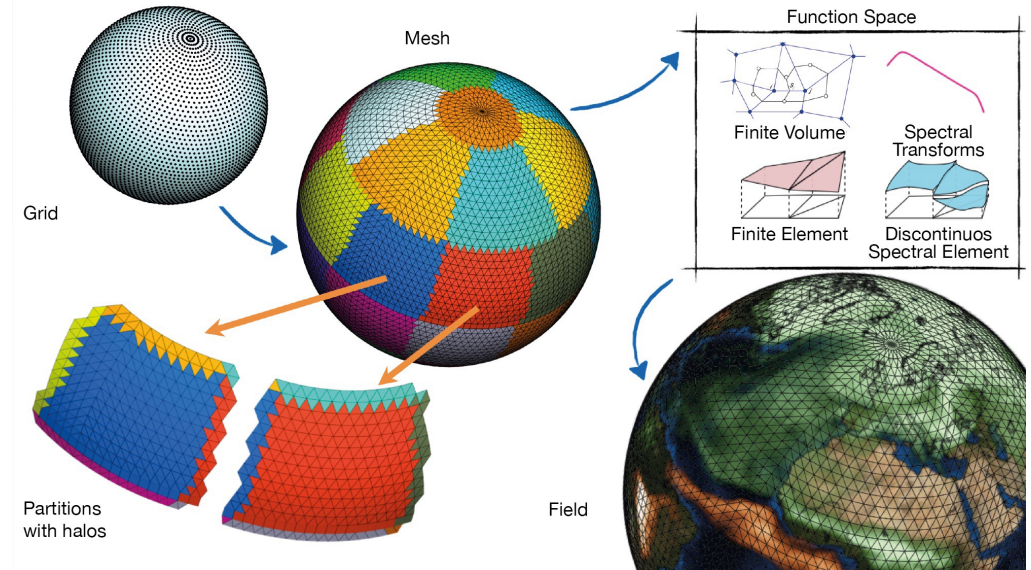 Function Space
Mesh
Finite Volume
Spectral
Transforms
Grid
Finite Element
Discontinuos
Spectral Element
Partitions
with halos
Field